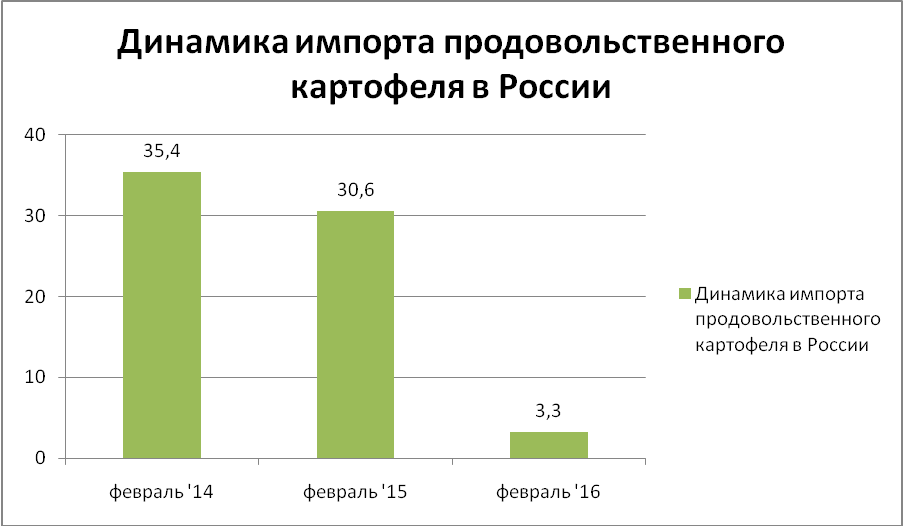 Динамика импорта продовольственного
картофеля в России
40
30
20
10
0
35,4
30,6
3,3
февраль '14
февраль '15
февраль '16
Динамика импорта
продовольственного
картофеля в России